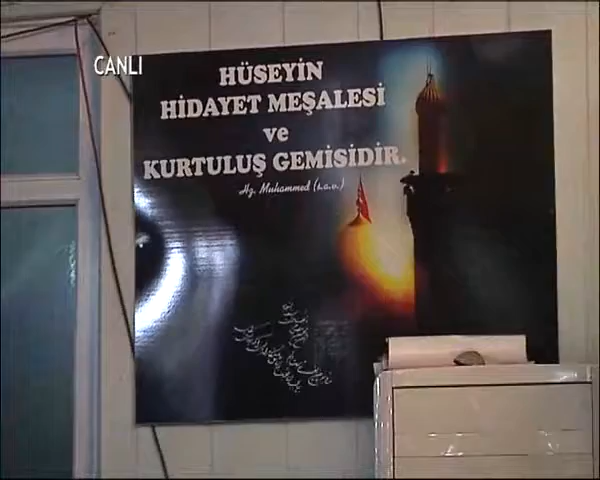 CANLI
HÜSEYİN
HİDAYET MEŞALESİ
ve
KURTULUŞ GEMİSİDİR.
Hz. Muhammed (s.a.v.)